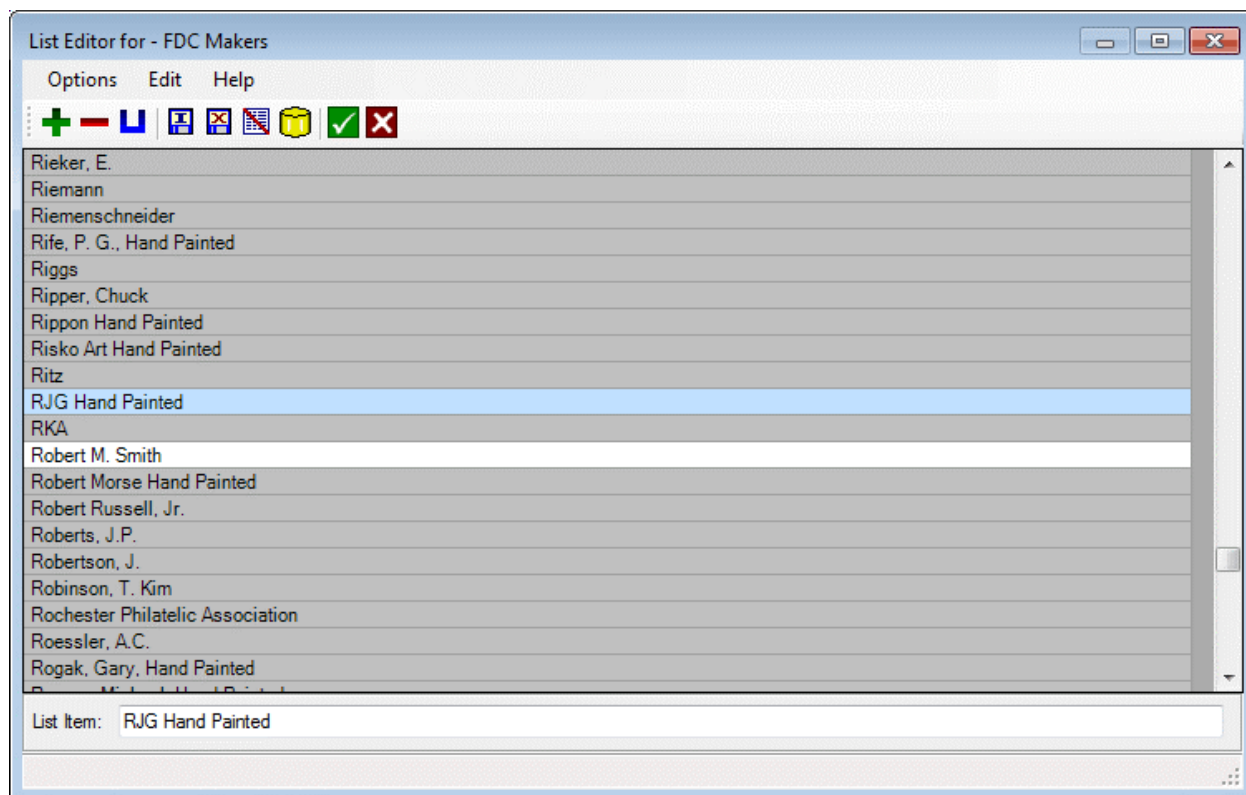 List Editor for - FDC Makers
Options Edit Help
Rieker, E.
Riemann
Riemenschneider
Rife, P. G., Hand Painted
Riggs
Ripper, Chuck
Rippon Hand Painted
Risko Art Hand Painted
Ritz
RJG Hand Painted
RKA
Robert M. Smith
Robert Morse Hand Painted
Robert Russell, Jr.
Roberts, J.P.
Robertson, J.
Robinson, T. Kim
Rochester Philatelic Association
Roessler, A.C.
Rogak, Gary, Hand Painted
List Item: RJG Hand Painted